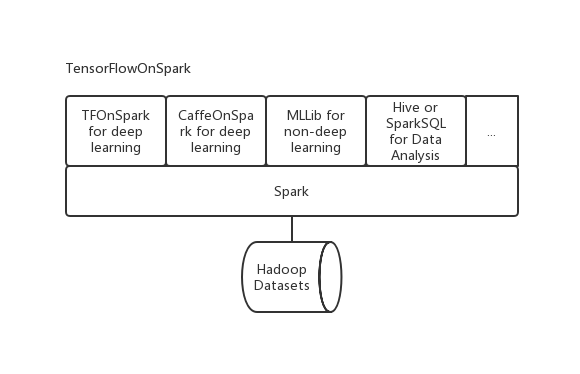 TensorFlowOnSpark
TFOnSpark
for deep
learning
CaffeOnSpa
rk for deep
learning
MLLib for
non-deep
learning
Hive or
SparkSQL
for Data
Analysis
...
Spark
Hadoop
Datasets